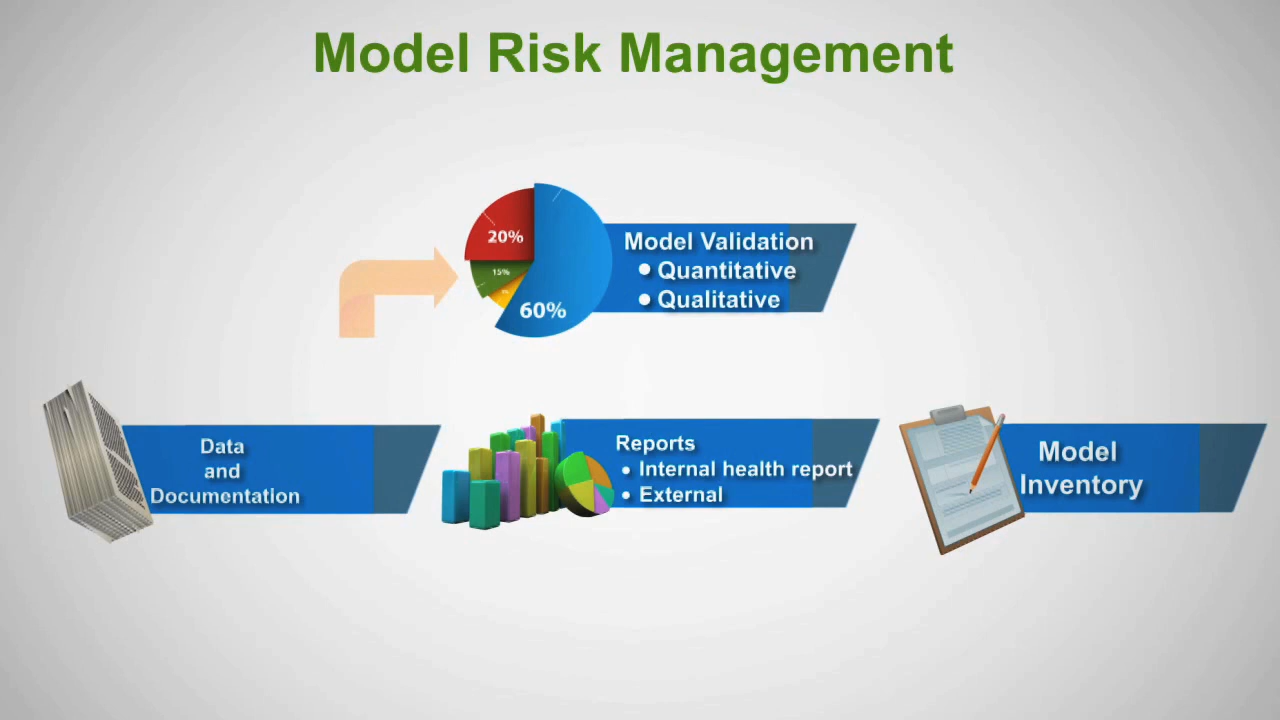 Model Risk Management
20%
15%
60%
Model Validation
● Quantitative
● Qualitative
Data
and
Documentation
Reports
● Internal health report
● External
Model
Inventory